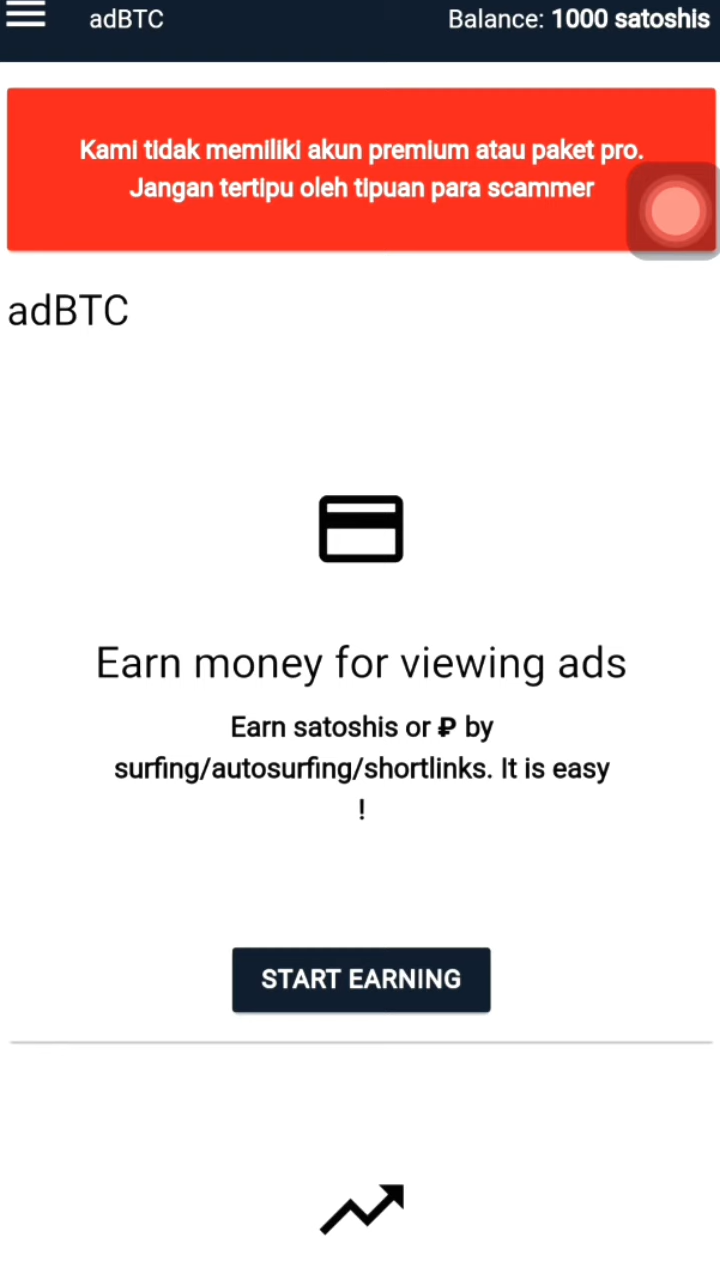 adBTC
Balance: 1000 satoshis
Kami tidak memiliki akun premium atau paket pro.
Jangan tertipu oleh tipuan para scammer
adBTC
Earn money for viewing ads
Earn satoshis or ₽ by
surfing/autosurfing/shortlinks. It is easy
!
START EARNING